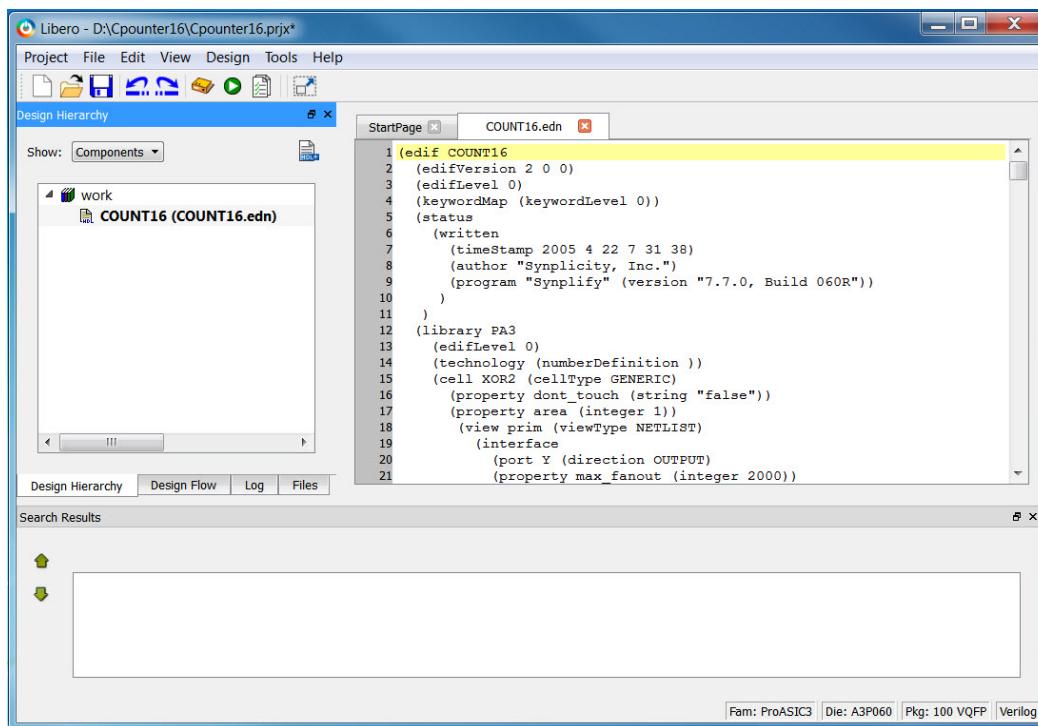 Libero - D:\Cpounter16\Cpounter16.prjx*
Project File Edit View Design Tools Help
Design Hierarchy
Show: Components
HDL+
work
COUNT16 (COUNT16.edn)
Design Hierarchy Design Flow Log Files
StartPage COUNT16.edn
1 (edif COUNT16
2 (edifVersion 2 0 0)
3 (edifLevel 0)
4 (keywordMap (keywordLevel 0))
5 (status
6 (written
7 (timeStamp 2005 4 22 7 31 38)
8 (author "Synplicity, Inc.")
9 (program "Synplify" (version "7.7.0, Build 060R"))
10 )
11 )
12 (library PA3
13 (edifLevel 0)
14 (technology (numberDefinition ))
15 (cell XOR2 (cellType GENERIC)
16 (property dont_touch (string "false"))
17 (property area (integer 1))
18 (view prim (viewType NETLIST)
19 (interface
20 (port Y (direction OUTPUT)
21 (property max_fanout (integer 2000))
Search Results
Fam: ProASIC3 Die: A3P060 Pkg: 100 VQFP Verilog